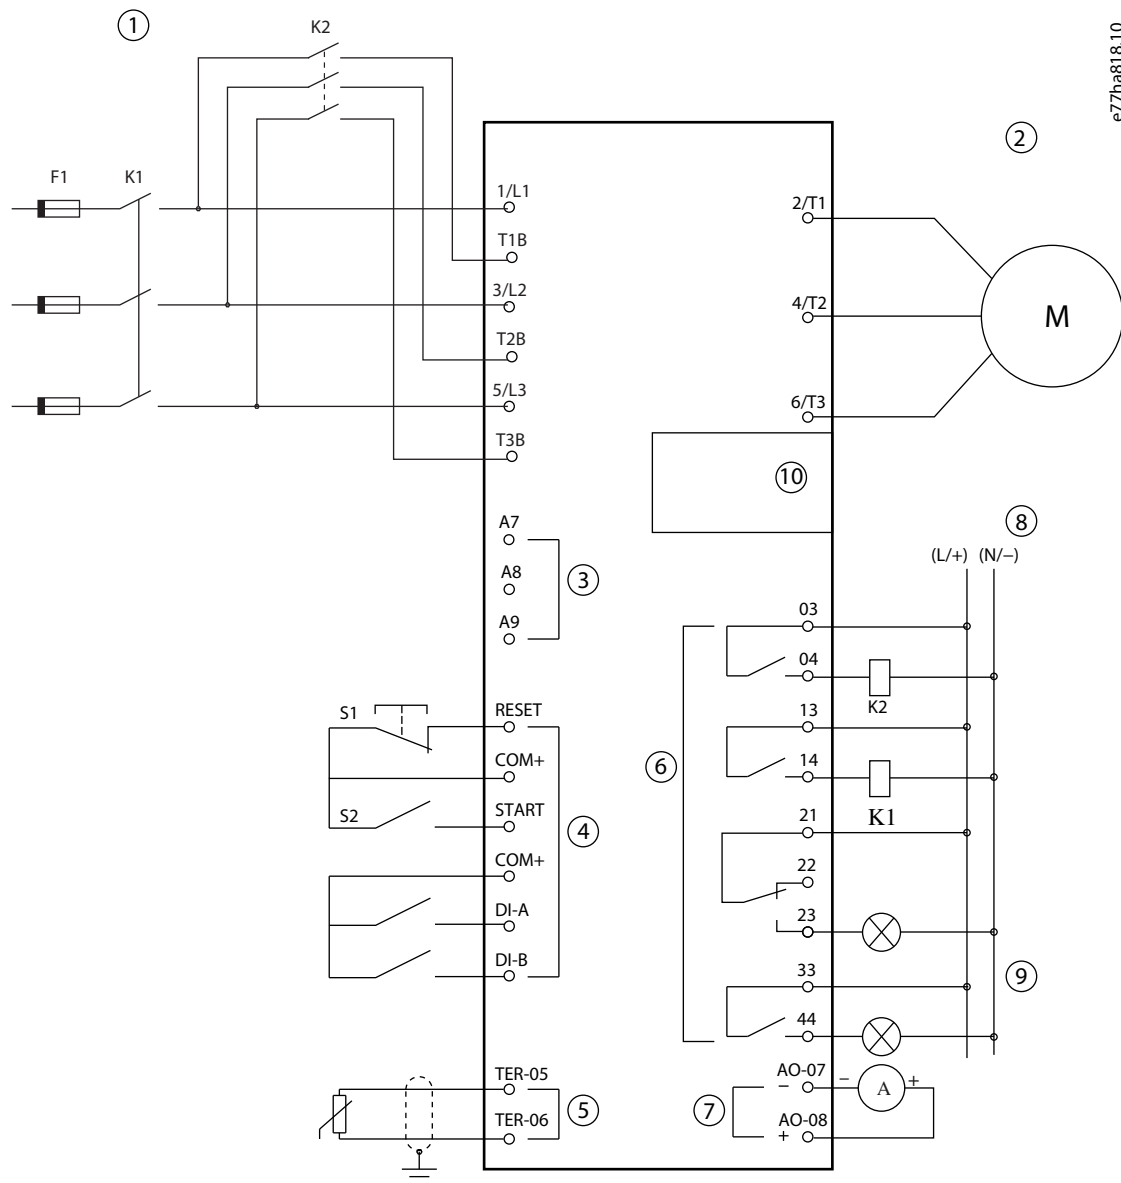 1
K2
e77ha818.10
2
F1
K1
1/L1
2/T1
T1B
3/L2
4/T2
M
T2B
5/L3
6/T3
T3B
10
A7
8
(L/+) (N/−)
A8
3
A9
03
04
K2
S1
RESET
13
COM+
6
14
K1
S2
START
4
21
COM+
22
DI-A
23
DI-B
33
9
44
TER-05
AO-07
− − A +
5
7
TER-06
AO-08
+